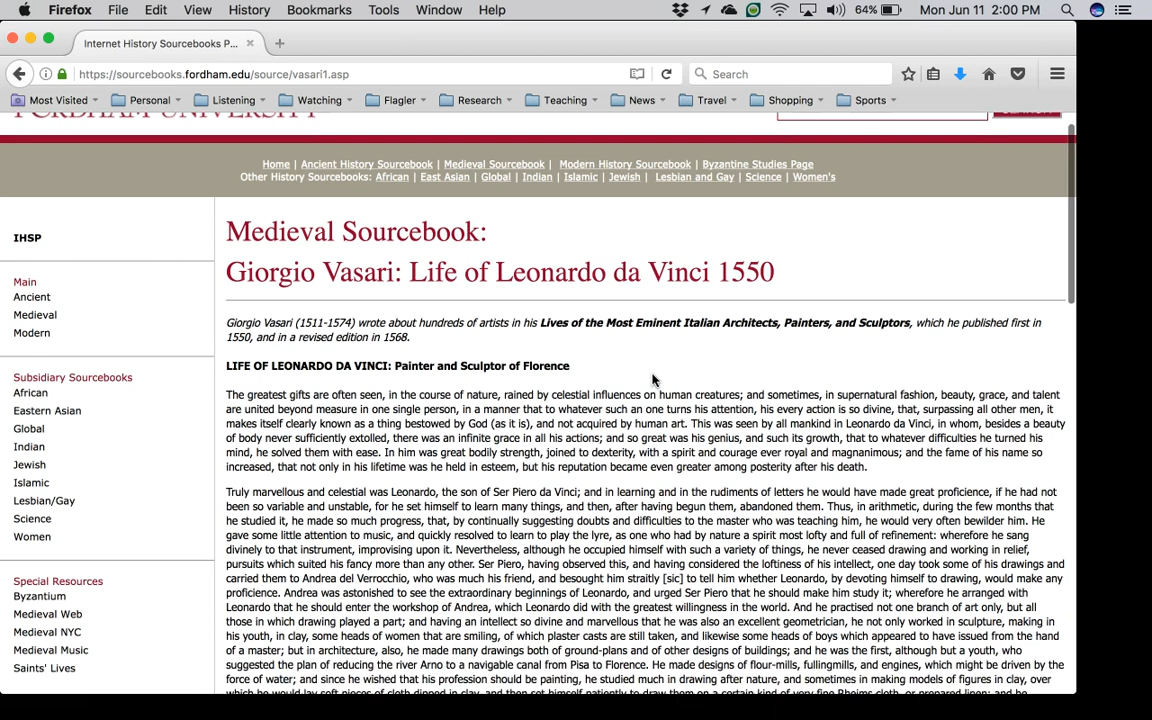 Firefox File Edit View History Bookmarks Tools Window Help 64% Mon Jun 11 2:00 PM
Internet History Sourcebooks P...
https://sourcebooks.fordham.edu/source/vasari1.asp Search
Most Visited Personal Listening Watching Flagler Research Teaching News Travel Shopping Sports
FORDHAM UNIVERSITY
Home | Ancient History Sourcebook | Medieval Sourcebook | Modern History Sourcebook | Byzantine Studies Page
Other History Sourcebooks: African | East Asian | Global | Indian | Islamic | Jewish | Lesbian and Gay | Science | Women's
IHSP
Main
Ancient
Medieval
Modern
Subsidiary Sourcebooks
African
Eastern Asian
Global
Indian
Jewish
Islamic
Lesbian/Gay
Science
Women
Special Resources
Byzantium
Medieval Web
Medieval NYC
Medieval Music
Saints' Lives
Medieval Sourcebook:
Giorgio Vasari: Life of Leonardo da Vinci 1550
Giorgio Vasari (1511-1574) wrote about hundreds of artists in his Lives of the Most Eminent Italian Architects, Painters, and Sculptors, which he published first in
1550, and in a revised edition in 1568.
LIFE OF LEONARDO DA VINCI: Painter and Sculptor of Florence
The greatest gifts are often seen, in the course of nature, rained by celestial influences on human creatures; and sometimes, in supernatural fashion, beauty, grace, and talent
are united beyond measure in one single person, in a manner that to whatever such an one turns his attention, his every action is so divine, that, surpassing all other men, it
makes itself clearly known as a thing bestowed by God (as it is), and not acquired by human art. This was seen by all mankind in Leonardo da Vinci, in whom, besides a beauty
of body never sufficiently extolled, there was an infinite grace in all his actions; and so great was his genius, and such its growth, that to whatever difficulties he turned his
mind, he solved them with ease. In him was great bodily strength, joined to dexterity, with a spirit and courage ever royal and magnanimous; and the fame of his name so
increased, that not only in his lifetime was he held in esteem, but his reputation became even greater among posterity after his death.
Truly marvellous and celestial was Leonardo, the son of Ser Piero da Vinci; and in learning and in the rudiments of letters he would have made great proficience, if he had not
been so variable and unstable, for he set himself to learn many things, and then, after having begun them, abandoned them. Thus, in arithmetic, during the few months that
he studied it, he made so much progress, that, by continually suggesting doubts and difficulties to the master who was teaching him, he would very often bewilder him. He
gave some little attention to music, and quickly resolved to learn to play the lyre, as one who had by nature a spirit most lofty and full of refinement: wherefore he sang
divinely to that instrument, improvising upon it. Nevertheless, although he occupied himself with such a variety of things, he never ceased drawing and working in relief,
pursuits which suited his fancy more than any other. Ser Piero, having observed this, and having considered the loftiness of his intellect, one day took some of his drawings and
carried them to Andrea del Verrocchio, who was much his friend, and besought him straitly [sic] to tell him whether Leonardo, by devoting himself to drawing, would make any
proficience. Andrea was astonished to see the extraordinary beginnings of Leonardo, and urged Ser Piero that he should make him study it; wherefore he arranged with
Leonardo that he should enter the workshop of Andrea, which Leonardo did with the greatest willingness in the world. And he practised not one branch of art only, but all
those in which drawing played a part; and having an intellect so divine and marvellous that he was also an excellent geometrician, he not only worked in sculpture, making in
his youth, in clay, some heads of women that are smiling, of which plaster casts are still taken, and likewise some heads of boys which appeared to have issued from the hand
of a master; but in architecture, also, he made many drawings both of ground-plans and of other designs of buildings; and he was the first, although but a youth, who
suggested the plan of reducing the river Arno to a navigable canal from Pisa to Florence. He made designs of flour-mills, fullingmills, and engines, which might be driven by the
force of water; and since he wished that his profession should be painting, he studied much in drawing after nature, and sometimes in making models of figures in clay, over
which he would lay soft pieces of cloth dipped in clay, and then set himself patiently to draw them on a certain kind of very fine Rheims cloth, or prepared linen; and he